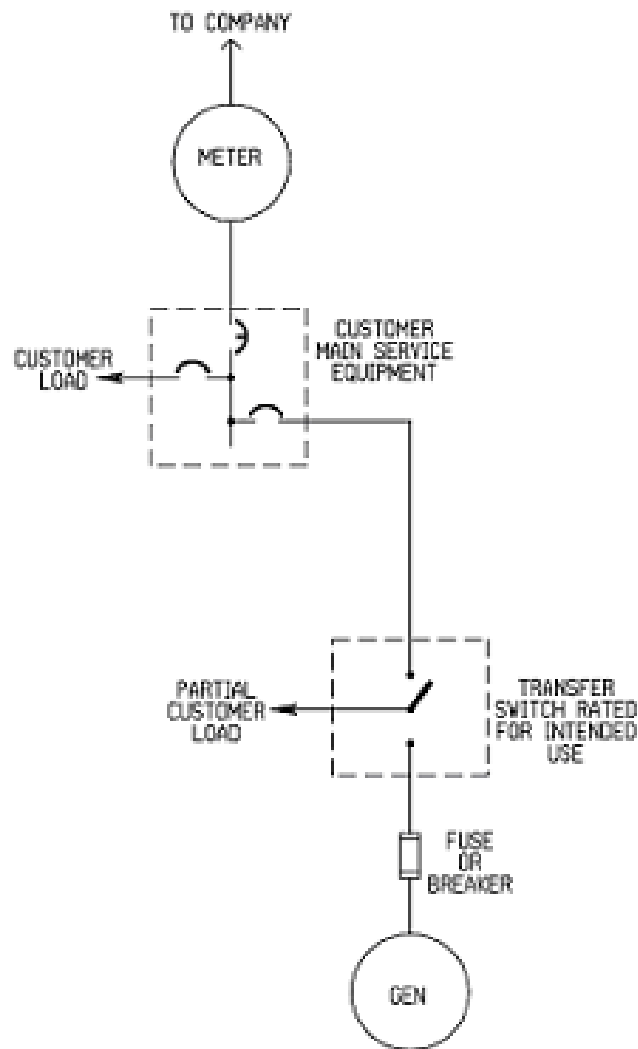 TO COMPANY
METER
CUSTOMER
MAIN SERVICE
EQUIPMENT
CUSTOMER
LOAD
PARTIAL
CUSTOMER
LOAD
TRANSFER
SWITCH RATED
FOR INTENDED
USE
FUSE
OR
BREAKER
GEN